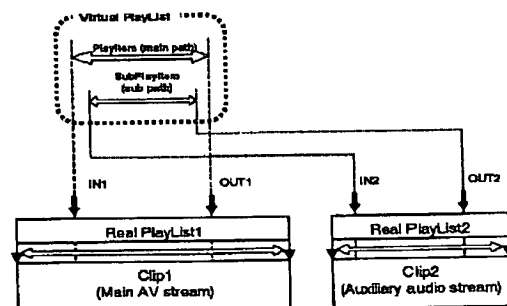 Virtual PlayList
PlayItem (main path)
SubPlayItem
(sub path)
IN1
OUT1
IN2
OUT2
Real PlayList1
Real PlayList2
Clip1
(Main AV stream)
Clip2
(Auxiliary audio stream)